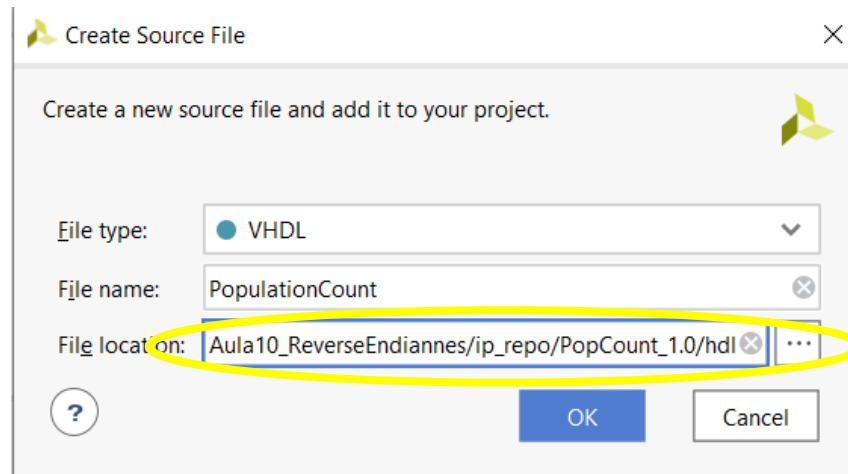 Create Source File
Create a new source file and add it to your project.
File type: VHDL
File name: PopulationCount
File location: Aula10_ReverseEndiannes/ip_repo/PopCount_1.0/hdl ...
? OK Cancel